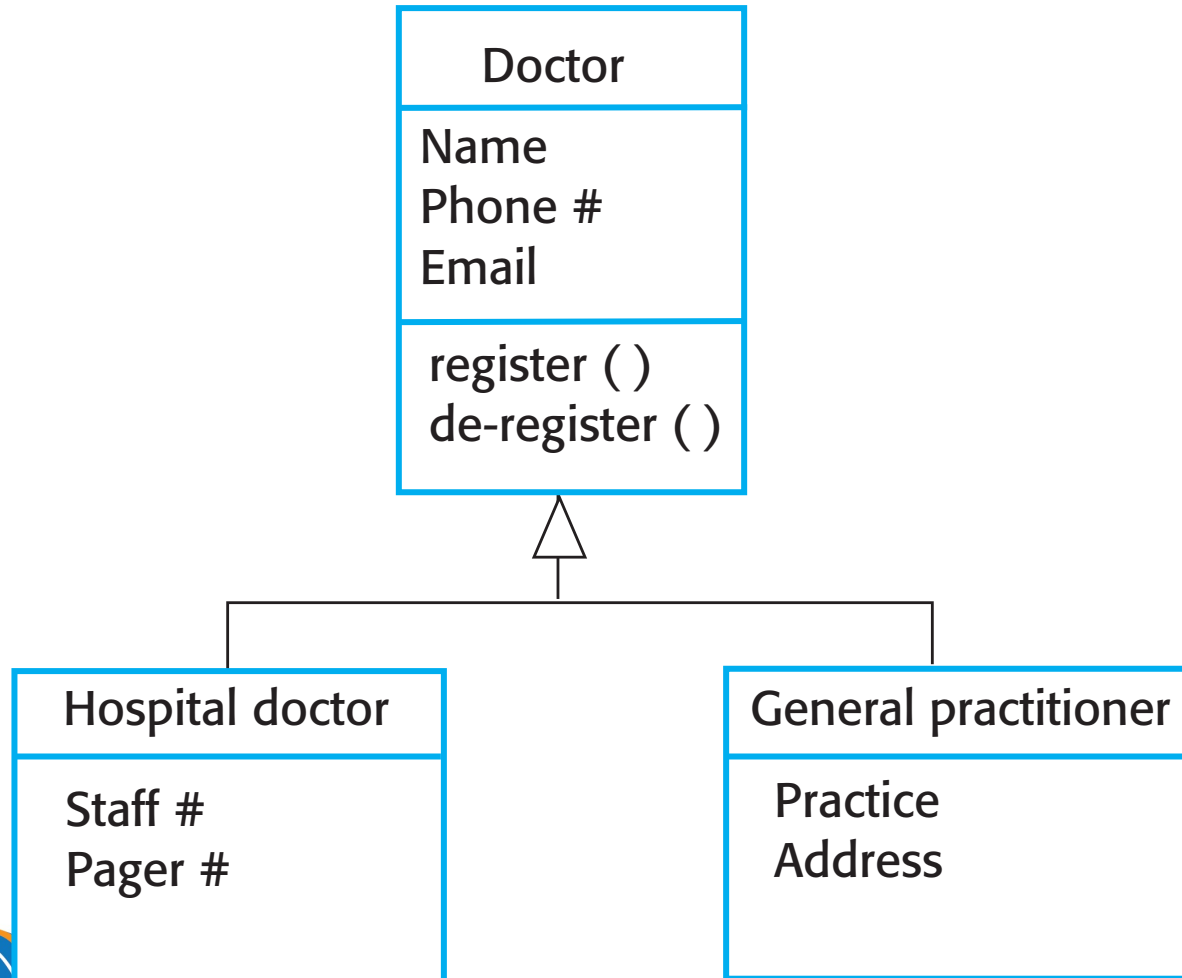 Doctor
Name
Phone #
Email
register ( )
de-register ( )
Hospital doctor
Staff #
Pager #
General practitioner
Practice
Address